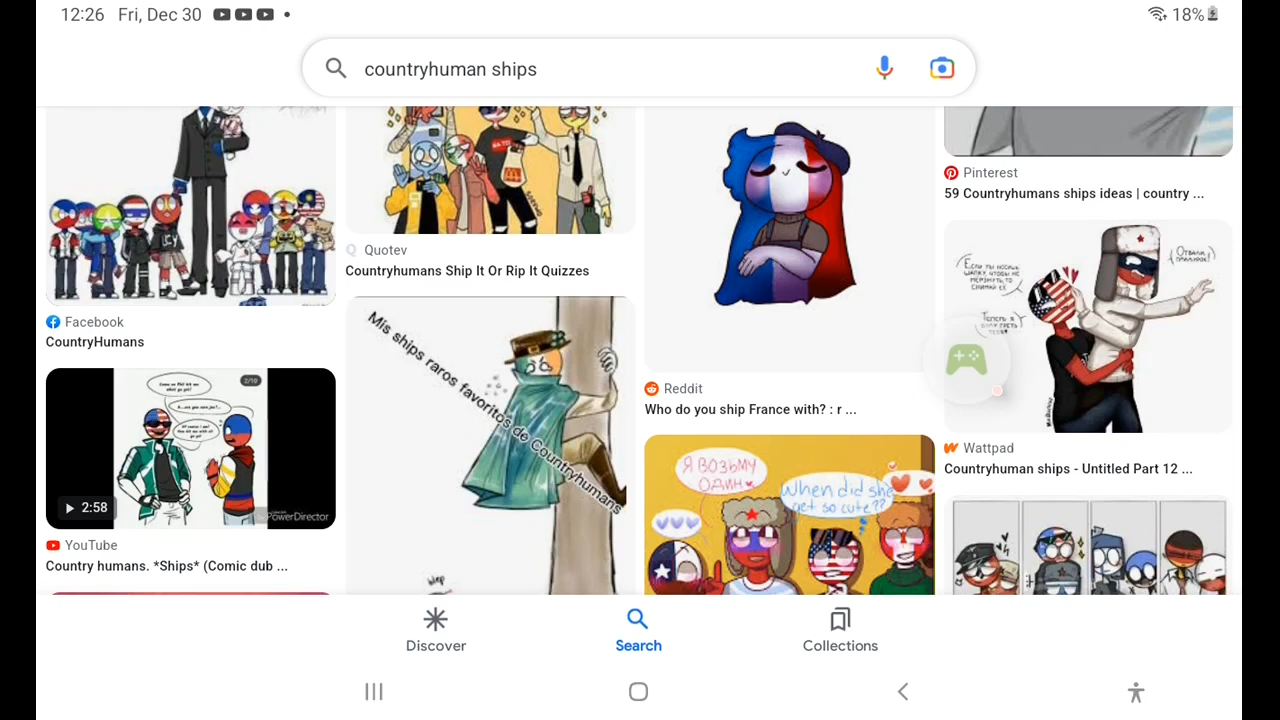 12:26 Fri, Dec 30
18%
countryhuman ships
Facebook
CountryHumans
2/10
2:58
PowerDirector
YouTube
Country humans. *Ships* (Comic dub ...
Quotev
Countryhumans Ship It Or Rip It Quizzes
Mis ships raros favoritos de Countryhumans
Reddit
Who do you ship France with? : r ...
Я ВОЗЬМУ
ОДИН
When did she
get so cute??
Pinterest
59 Countryhumans ships ideas | country ...
Wattpad
Countryhuman ships - Untitled Part 12 ...
Discover
Search
Collections